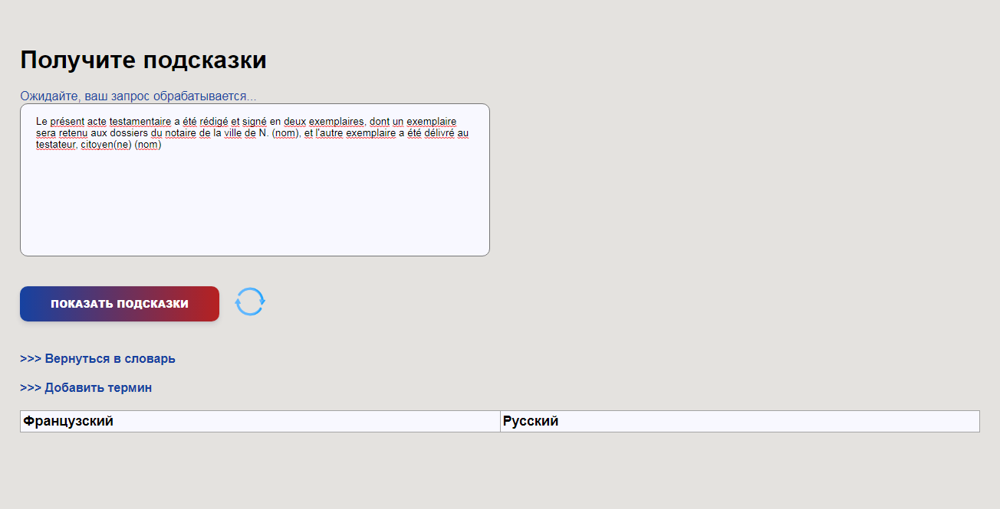 Получите подсказки
Ожидайте, ваш запрос обрабатывается...
Le présent acte testamentaire a été rédigé et signé en deux exemplaires, dont un exemplaire
sera retenu aux dossiers du notaire de la ville de N. (nom), et l'autre exemplaire a été délivré au
testateur, citoyen(ne) (nom)
ПОКАЗАТЬ ПОДСКАЗКИ
>>> Вернуться в словарь
>>> Добавить термин
Французский Русский